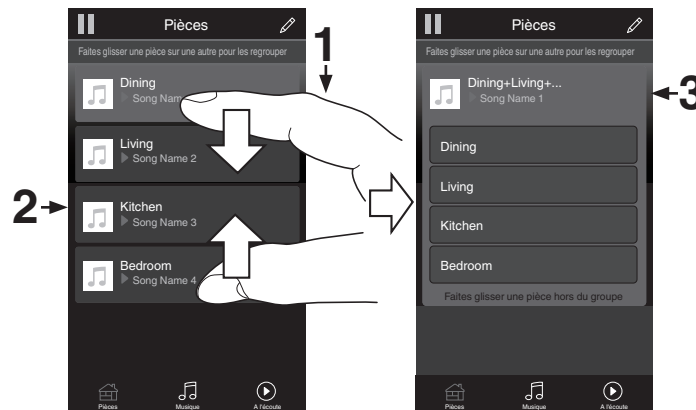 Pièces
Faites glisser une pièce sur une autre pour les regrouper
1
Dining
Song Nam
Living
Song Name 2
2
Kitchen
Song Name 3
Bedroom
Song Name 4
Pièces
Musique
A l'écoute
Pièces
Faites glisser une pièce sur une autre pour les regrouper
Dining+Living+...
Song Name 1
3
Dining
Living
Kitchen
Bedroom
Faites glisser une pièce hors du groupe
Pièces
Musique
A l'écoute